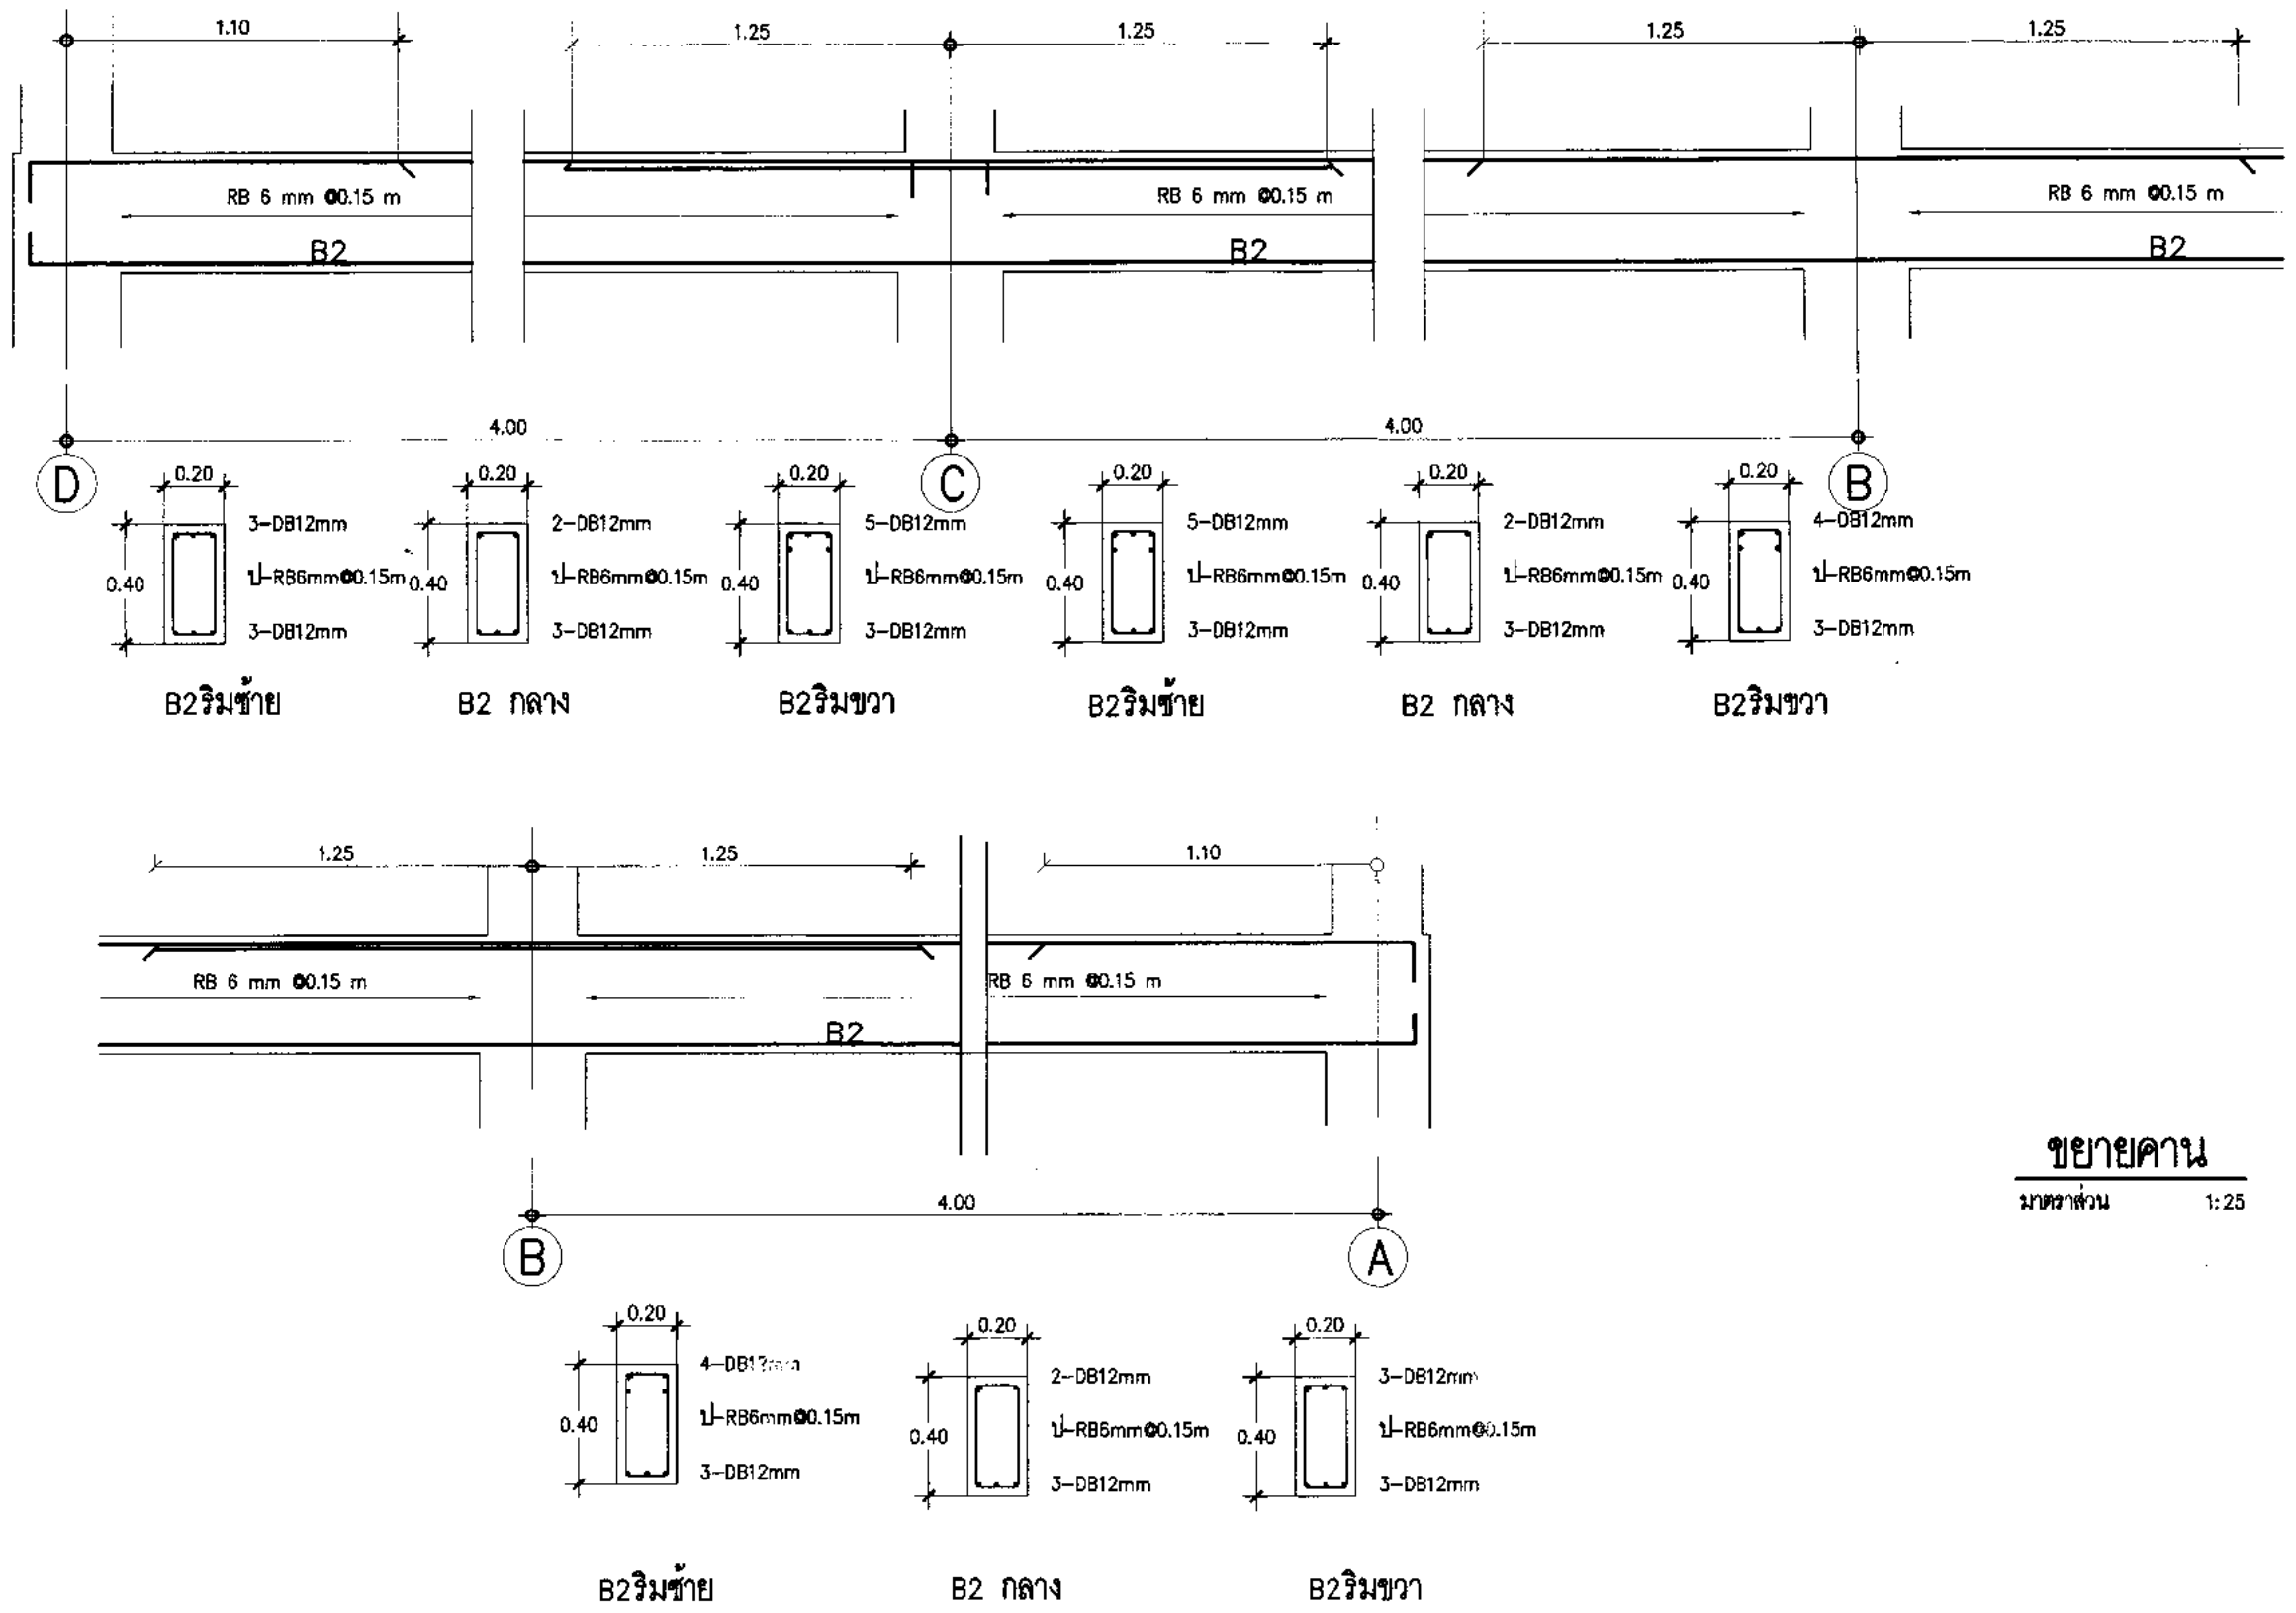 1.10 1.25 1.25 1.25 1.25
RB 6 mm @0.15 m RB 6 mm @0.15 m RB 6 mm @0.15 m
B2 B2 B2
4.00 4.00
D C B
0.20 0.20 0.20 0.20 0.20 0.20
3-DB12mm 2-DB12mm 5-DB12mm 5-DB12mm 2-DB12mm 4-DB12mm
0.40 ป-RB6mm@0.15m 0.40 ป-RB6mm@0.15m 0.40 ป-RB6mm@0.15m 0.40 ป-RB6mm@0.15m 0.40 ป-RB6mm@0.15m 0.40 ป-RB6mm@0.15m
3-DB12mm 3-DB12mm 3-DB12mm 3-DB12mm 3-DB12mm 3-DB12mm
B2ริมซ้าย B2 กลาง B2ริมขวา B2ริมซ้าย B2 กลาง B2ริมขวา
1.25 1.25 1.10
RB 6 mm @0.15 m RB 6 mm @0.15 m
B2
ขยายคาน
มาตราส่วน 1:25
4.00
B A
0.20 0.20 0.20
4-DB12mm 2-DB12mm 3-DB12mm
0.40 ป-RB6mm@0.15m 0.40 ป-RB6mm@0.15m 0.40 ป-RB6mm@0.15m
3-DB12mm 3-DB12mm 3-DB12mm
B2ริมซ้าย B2 กลาง B2ริมขวา